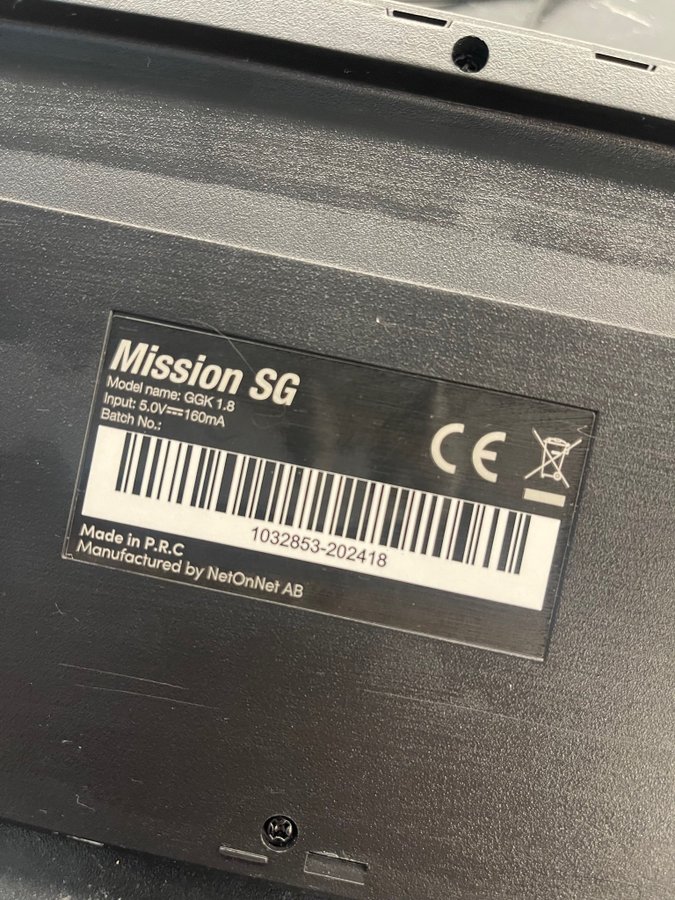 Mission SG
Model name: GGK 1.8
Input: 5.0V⎓160mA
Batch No.:
1032853-202418
Made in P.R.C
Manufactured by NetOnNet AB
CE